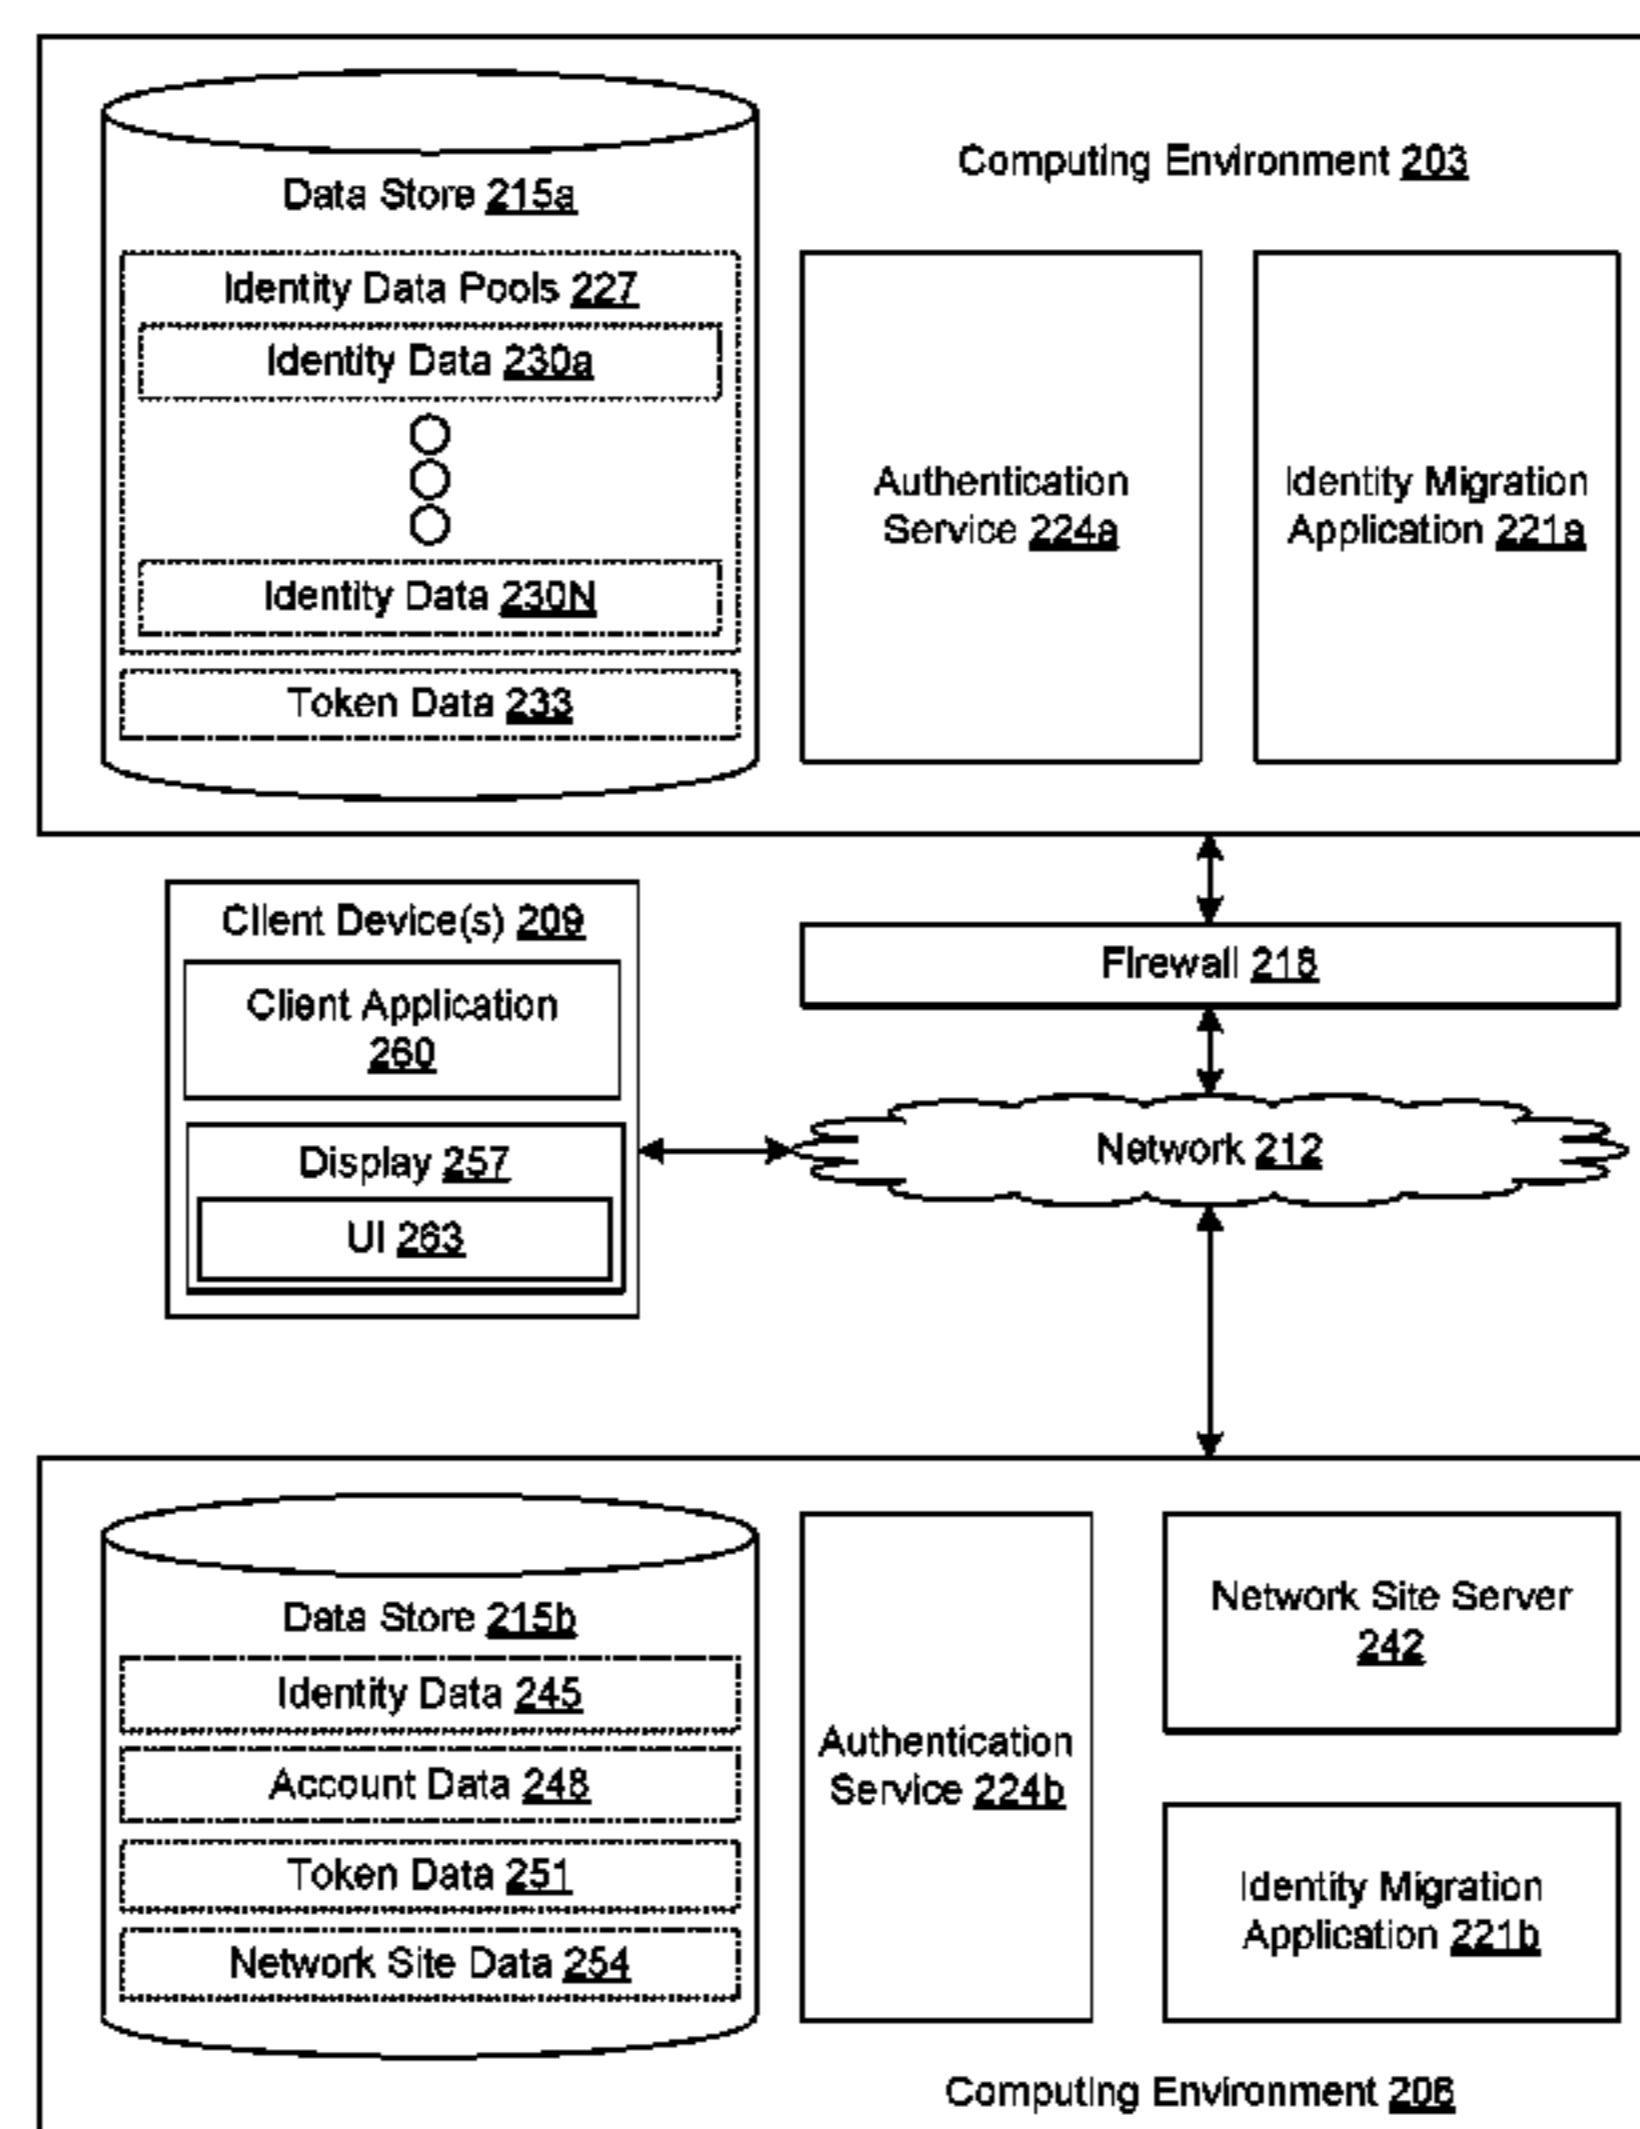 Computing Environment 203
Data Store 215a
Identity Data Pools 227
Identity Data 230a
Identity Data 230N
Token Data 233
Authentication
Service 224a
Identity Migration
Application 221a
Client Device(s) 209
Client Application
260
Display 257
UI 263
Firewall 218
Network 212
Data Store 215b
Identity Data 245
Account Data 248
Token Data 251
Network Site Data 254
Authentication
Service 224b
Network Site Server
242
Identity Migration
Application 221b
Computing Environment 206